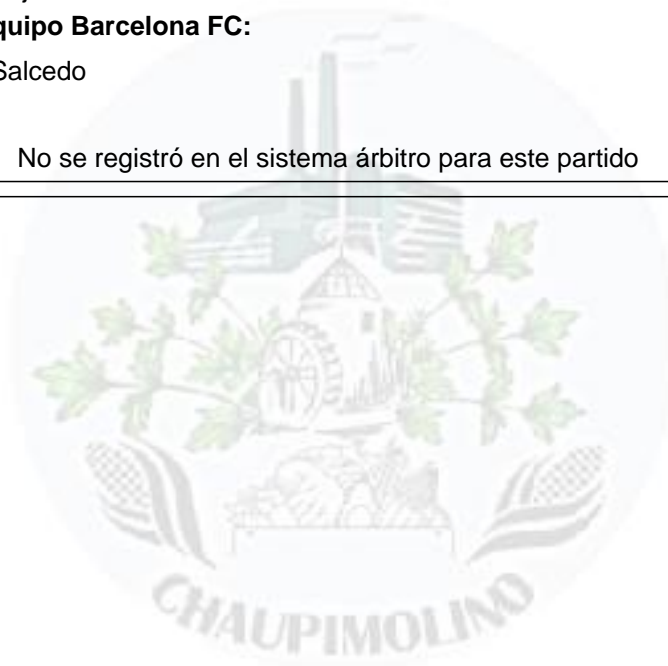 quipo Barcelona FC:
Salcedo
No se registró en el sistema árbitro para este partido
CHAUPIMOLINO